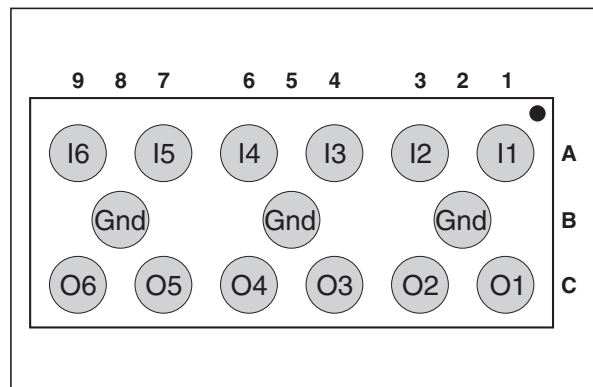 9 8 7 6 5 4 3 2 1
I6 I5 I4 I3 I2 I1 A
Gnd Gnd Gnd B
O6 O5 O4 O3 O2 O1 C